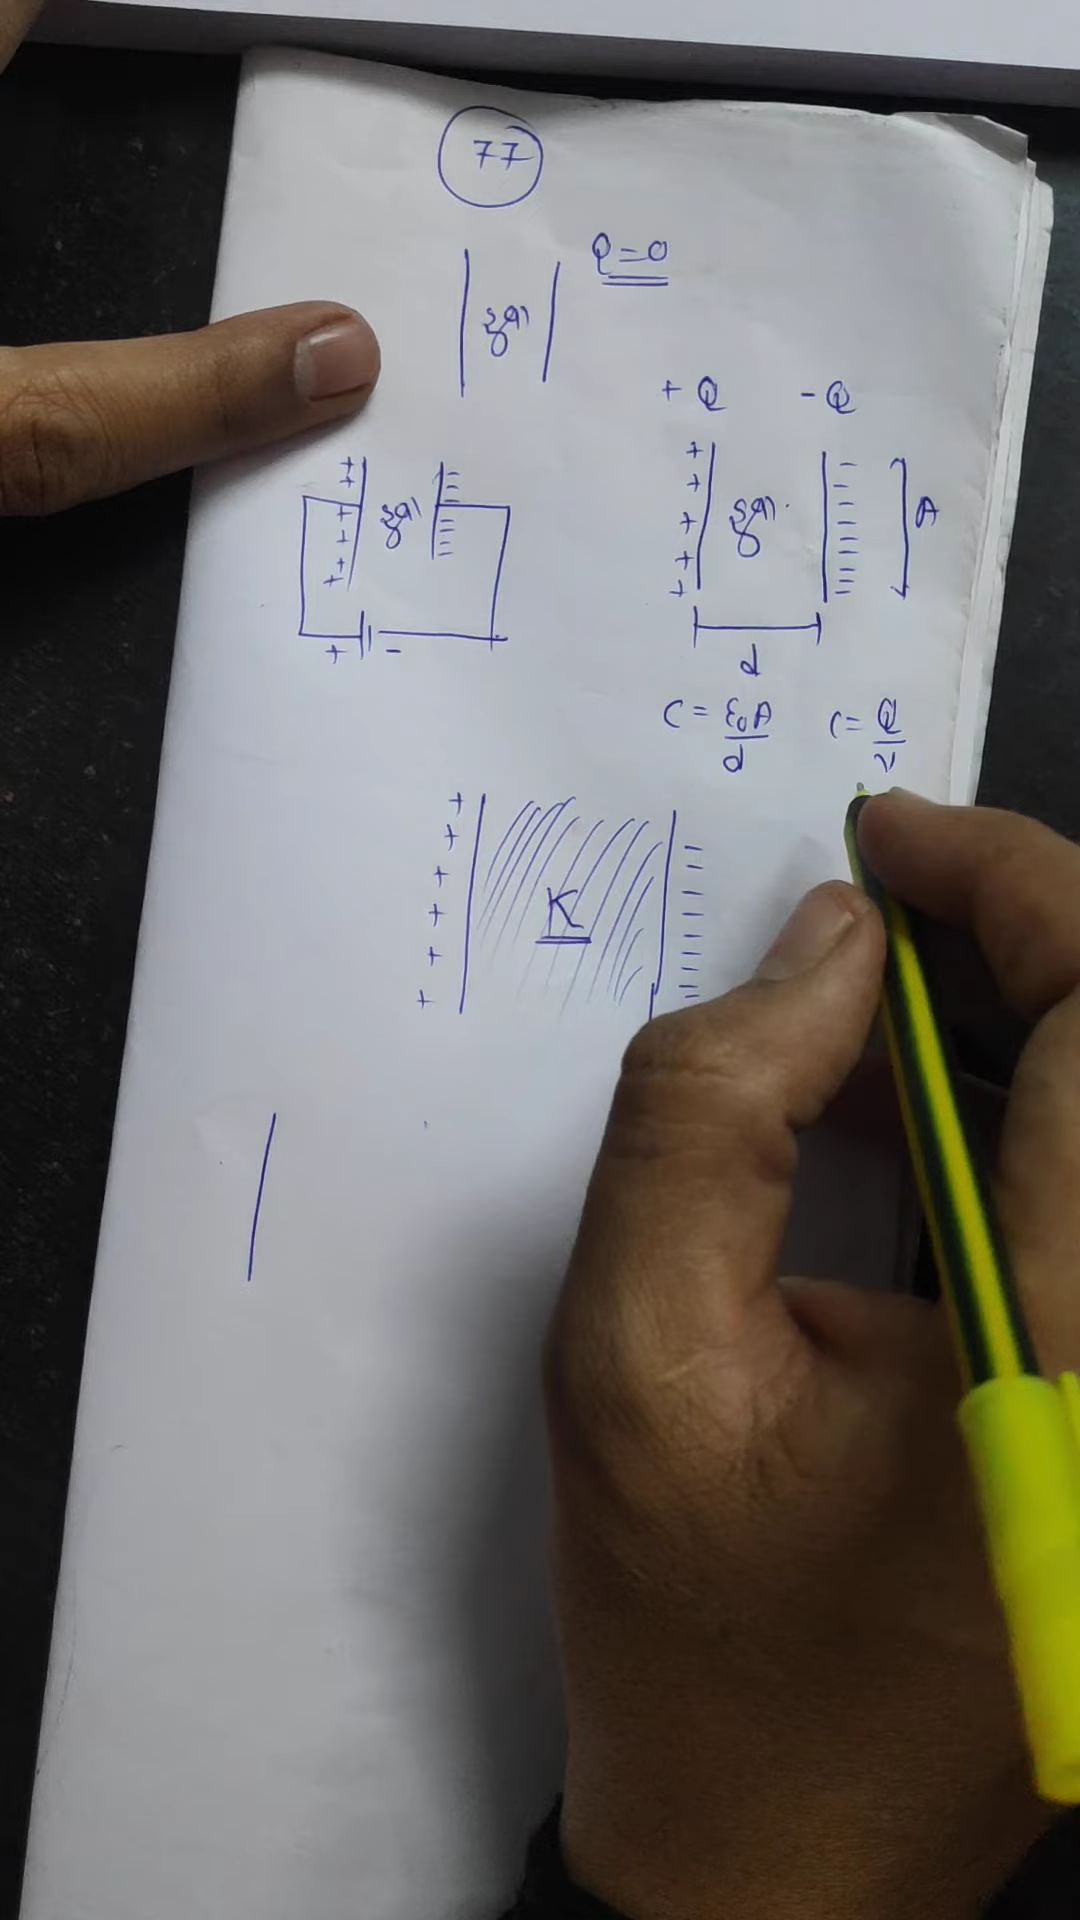 77
Q=0
हवा
+Q -Q
हवा
हवा
A
+ -
d
C = ε₀A/d C = Q/V
K